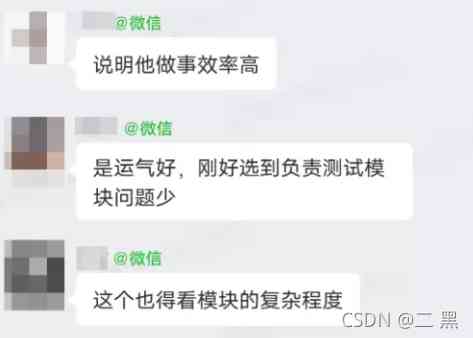 @微信
说明他做事效率高
@微信
是运气好，刚好选到负责测试模
块问题少
@微信
这个也得看模块的复杂程度
CSDN @二 黑